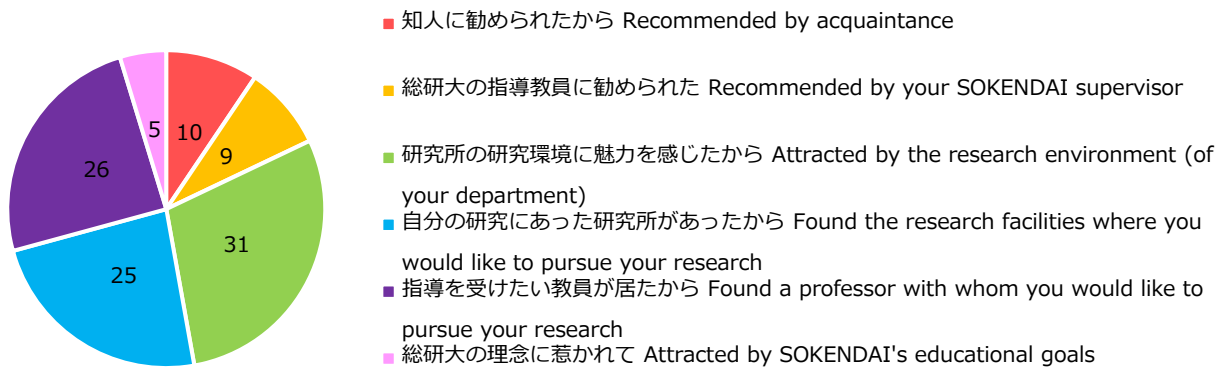 知人に勧められたから Recommended by acquaintance
総研大の指導教員に勧められた Recommended by your SOKENDAI supervisor
研究所の研究環境に魅力を感じたから Attracted by the research environment (of
your department)
自分の研究にあった研究所があったから Found the research facilities where you
would like to pursue your research
指導を受けたい教員が居たから Found a professor with whom you would like to
pursue your research
総研大の理念に惹かれて Attracted by SOKENDAI's educational goals
10
9
31
25
26
5